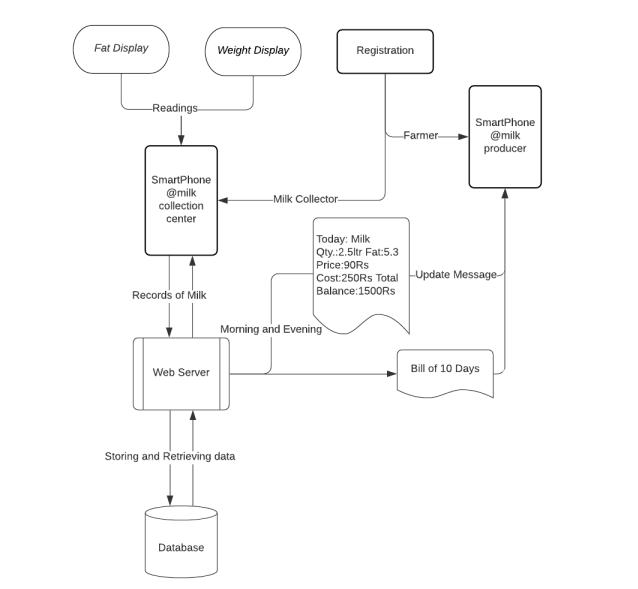 Fat Display
Weight Display
Registration
Readings
SmartPhone
@milk
collection
center
Farmer
SmartPhone
@milk
producer
Milk Collector
Today: Milk
Qty.:2.5ltr Fat:5.3
Price:90Rs
Cost:250Rs Total
Balance:1500Rs
Update Message
Records of Milk
Morning and Evening
Web Server
Bill of 10 Days
Storing and Retrieving data
Database